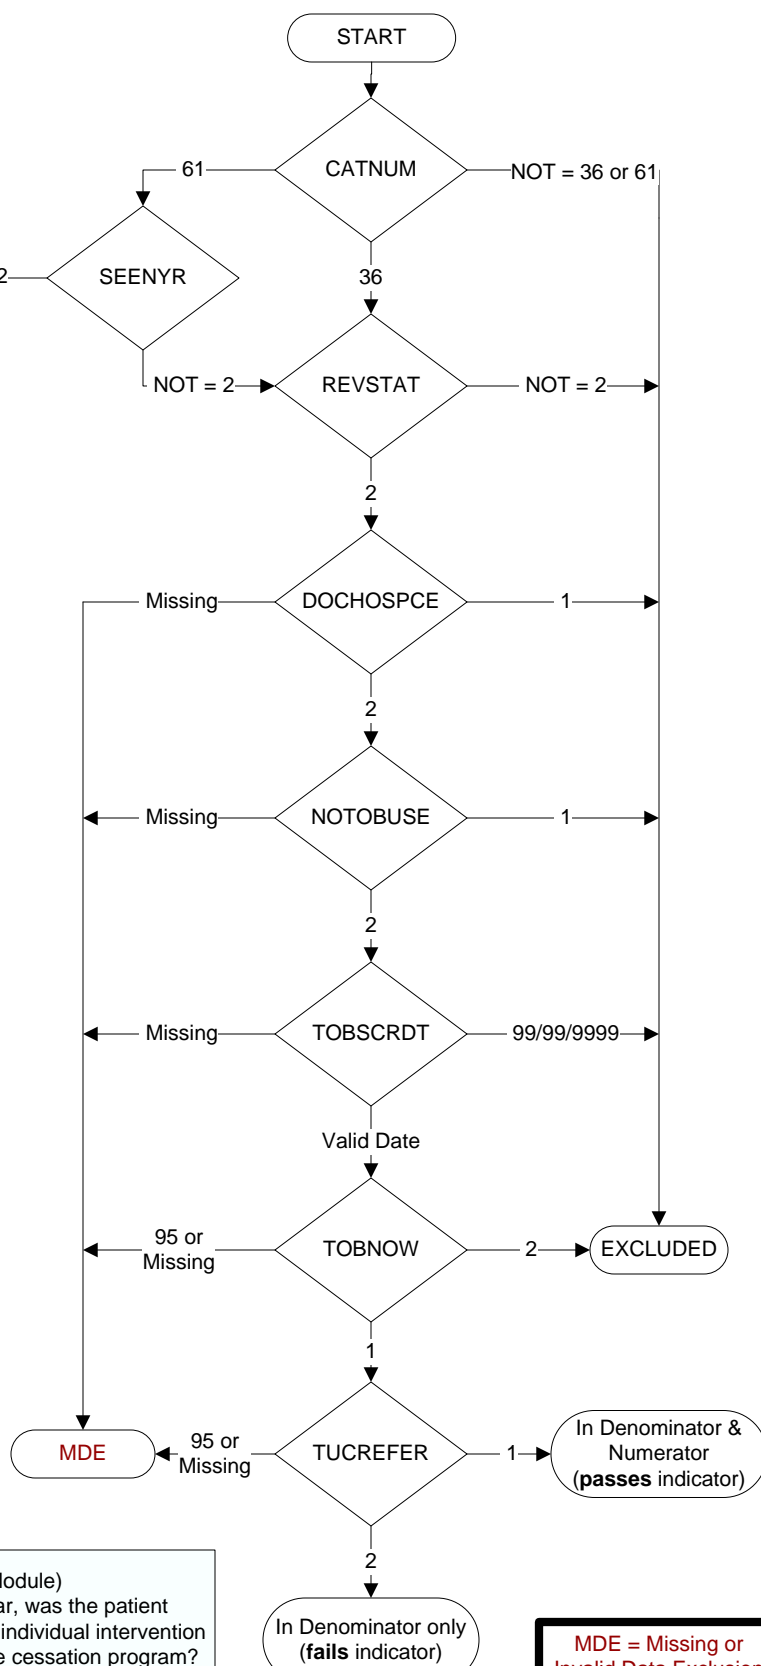 START
CATNUM
61
NOT = 36 or 61
SEENYR
2
36
NOT = 2
REVSTAT
NOT = 2
2
Missing
DOCHOSPCE
1
2
Missing
NOTOBUSE
1
2
Missing
TOBSCRDT
99/99/9999
Valid Date
95 or
Missing
TOBNOW
2
EXCLUDED
1
MDE
95 or
Missing
TUCREFER
1
In Denominator &
Numerator
(passes indicator)
2
In Denominator only
(fails indicator)
ar, was the patient
individual intervention
e cessation program?
MDE = Missing or
Invalid Data Exclusion